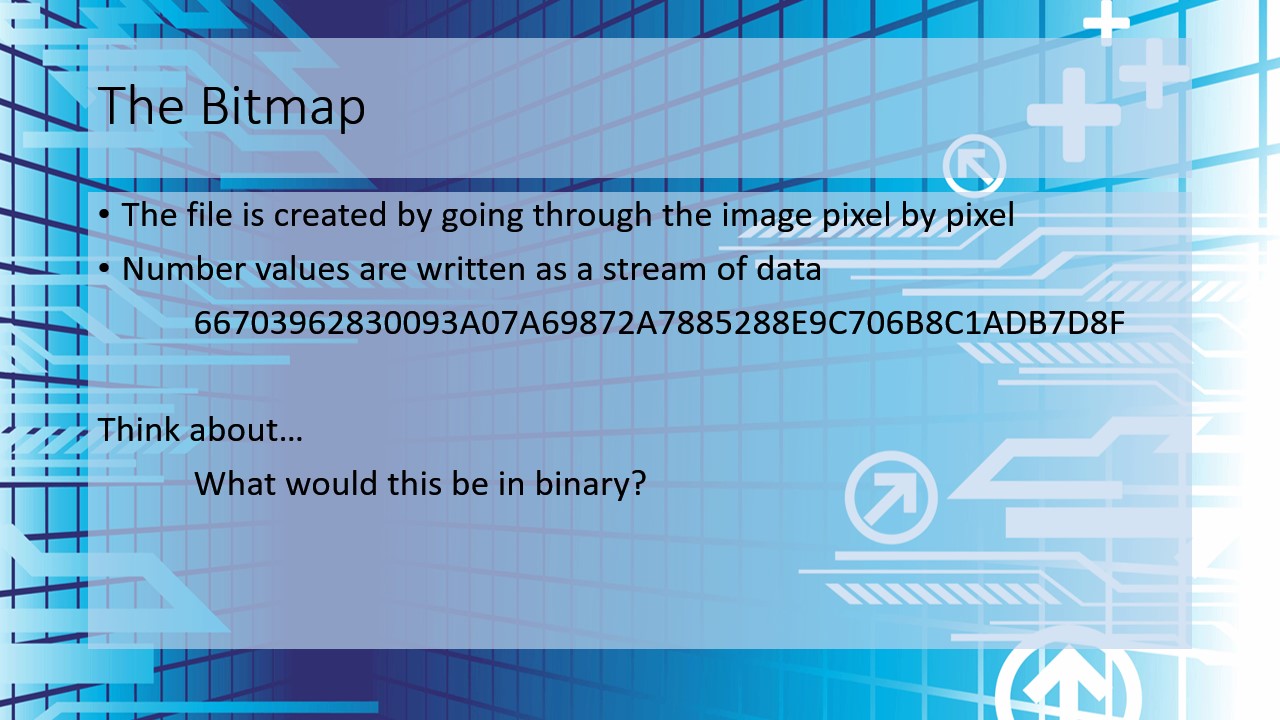 The Bitmap
• The file is created by going through the image pixel by pixel
• Number values are written as a stream of data
66703962830093A07A69872A7885288E9C706B8C1ADB7D8F
Think about…
What would this be in binary?